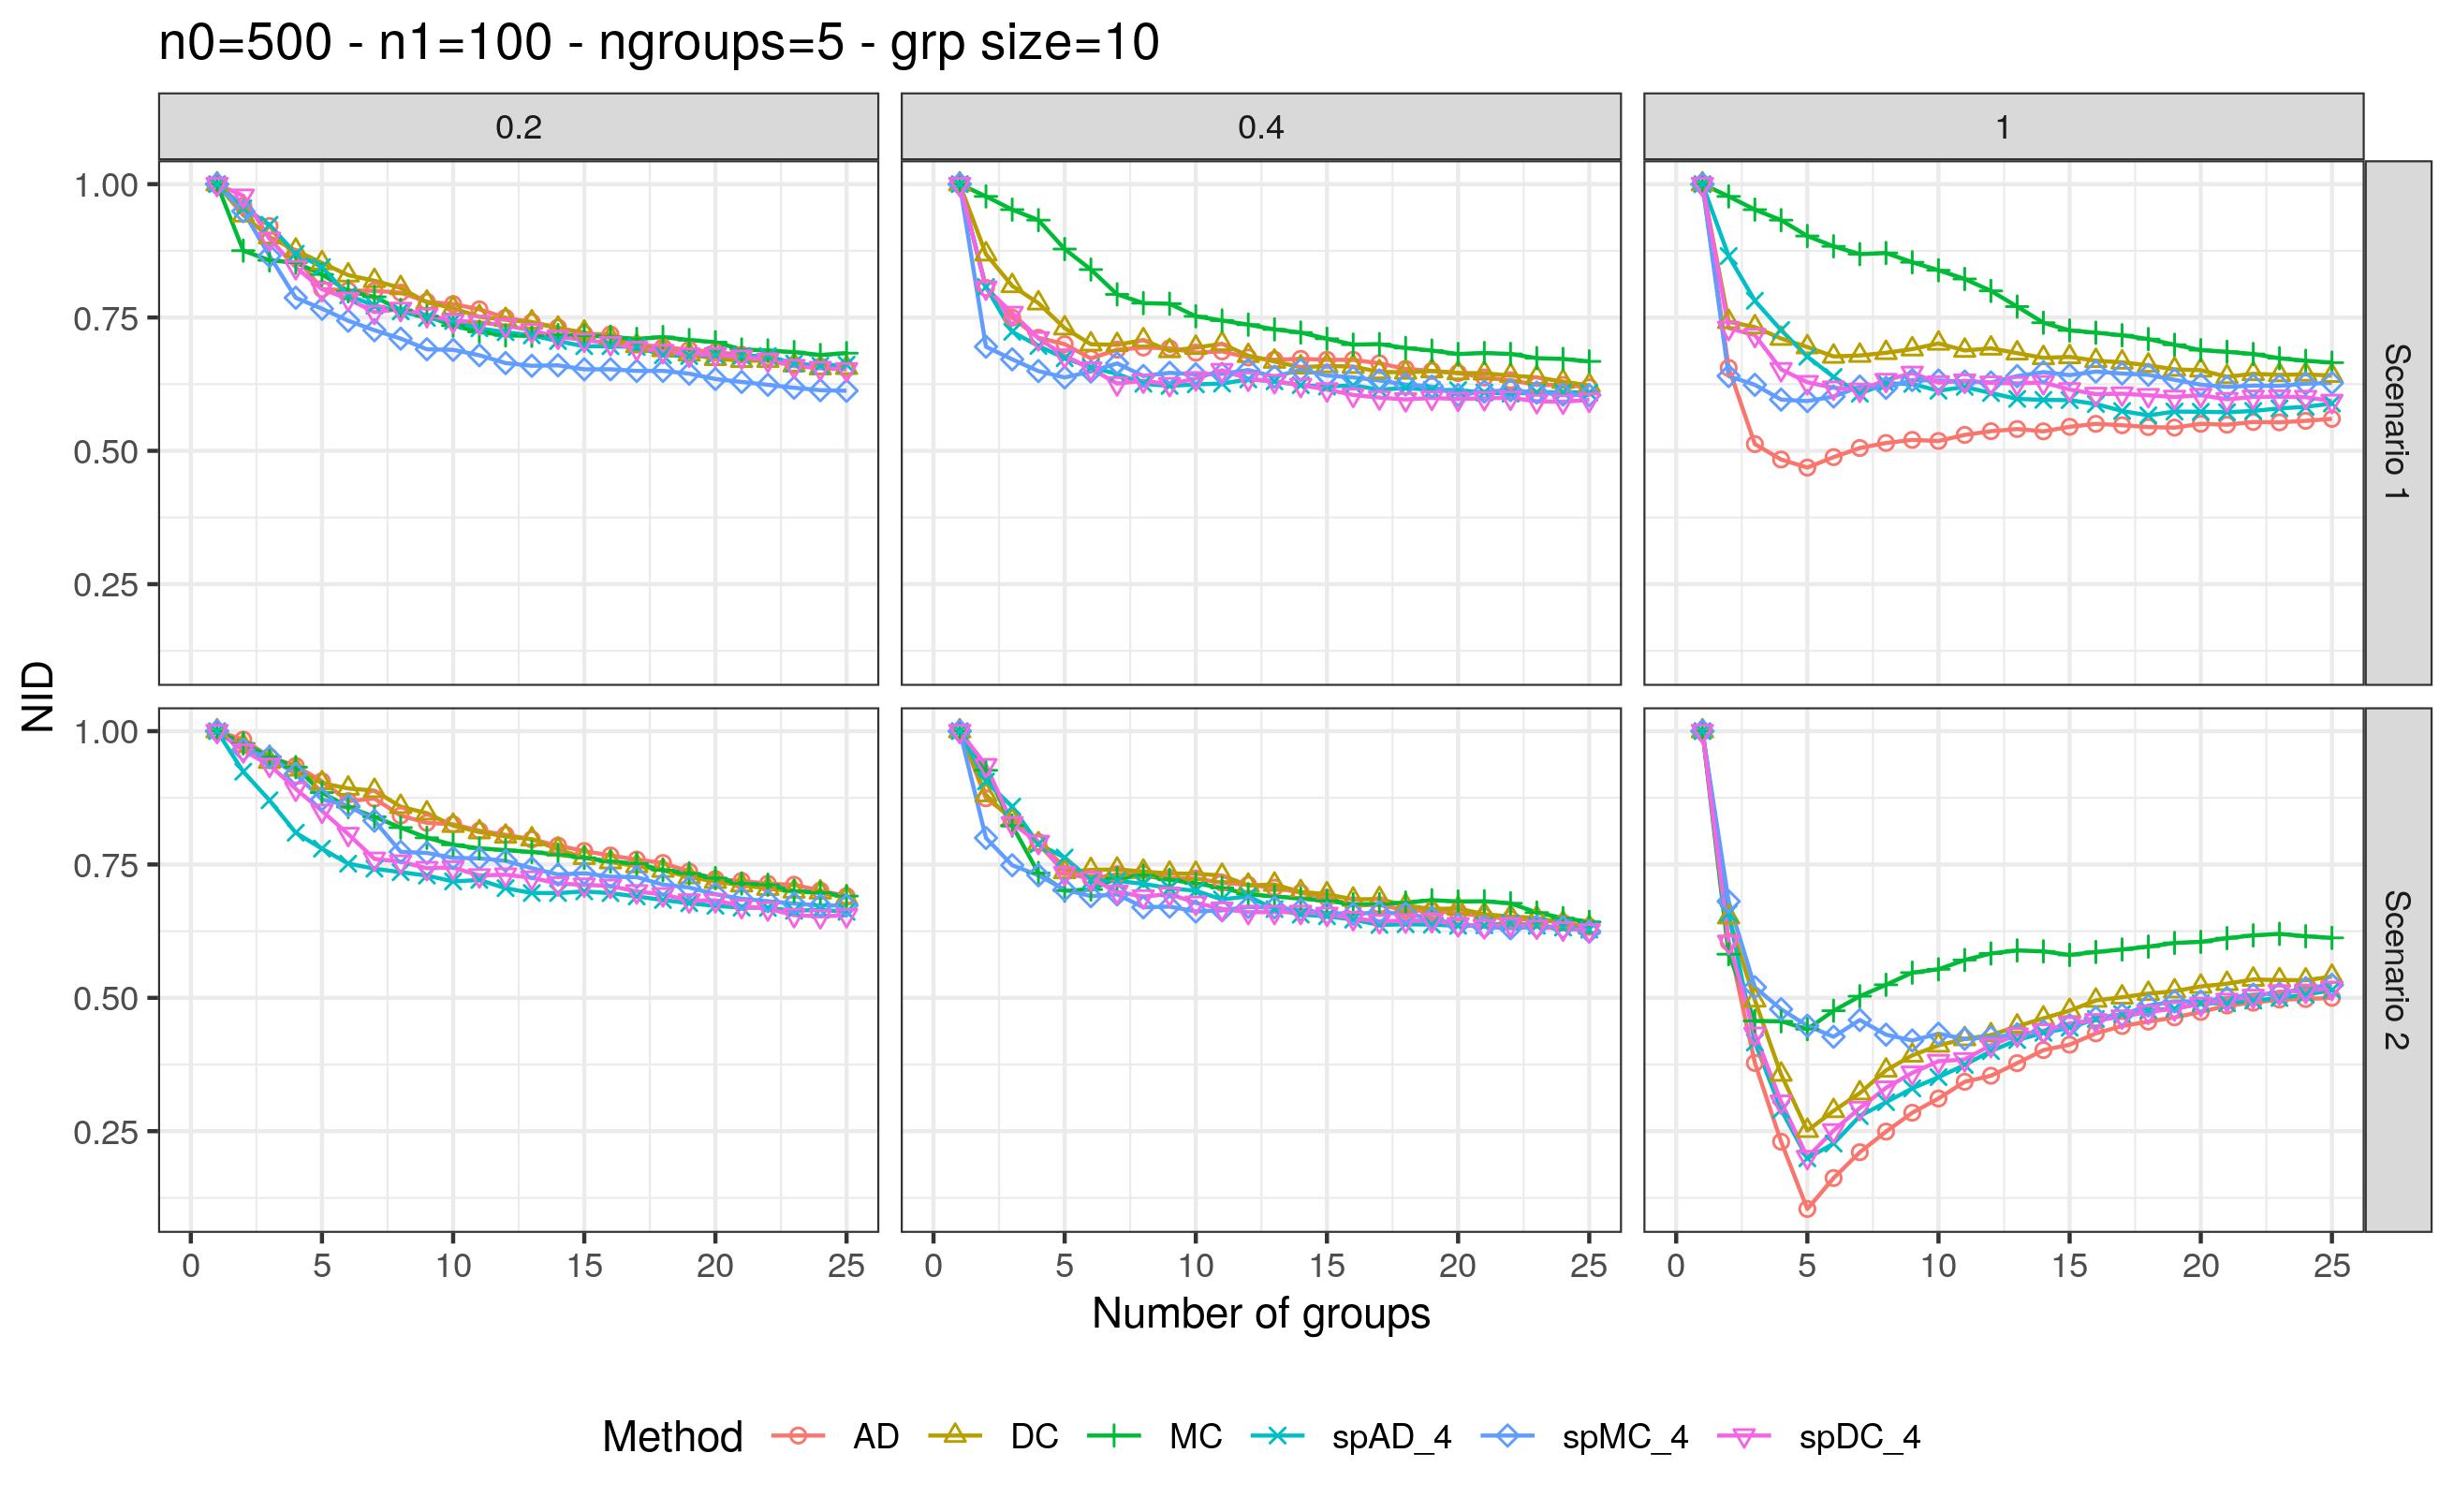 n0=500 - n1=100 - ngroups=5 - grp size=10
0.2 0.4 1
1.00
0.75
0.50
0.25
Scenario 1
NID
1.00
0.75
0.50
0.25
Scenario 2
0 5 10 15 20 25 0 5 10 15 20 25 0 5 10 15 20 25
Number of groups
Method AD DC MC spAD_4 spMC_4 spDC_4